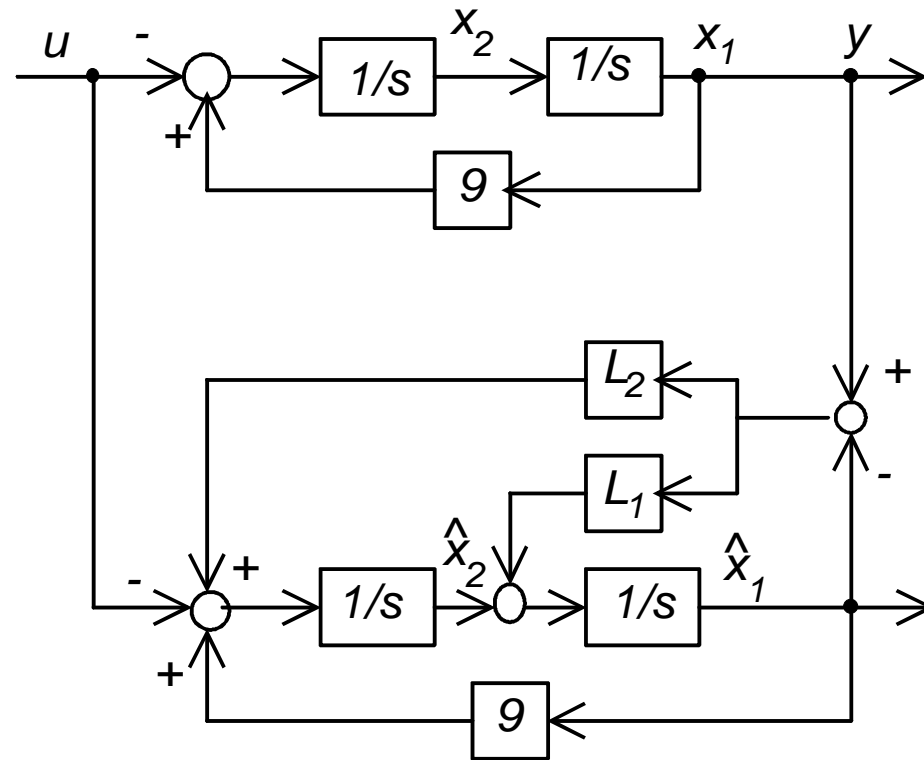 u - x₂ x₁ y
1/s 1/s
+
9
L₂ +
L₁ -
- + x̂₂ x̂₁
1/s 1/s
+
9